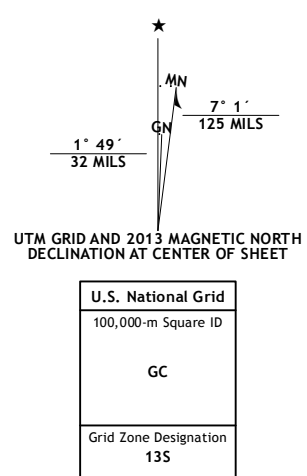 MN
GN
7° 1´
125 MILS
1° 49´
32 MILS
UTM GRID AND 2013 MAGNETIC NORTH
DECLINATION AT CENTER OF SHEET
U.S. National Grid
100,000-m Square ID
GC
Grid Zone Designation
13S